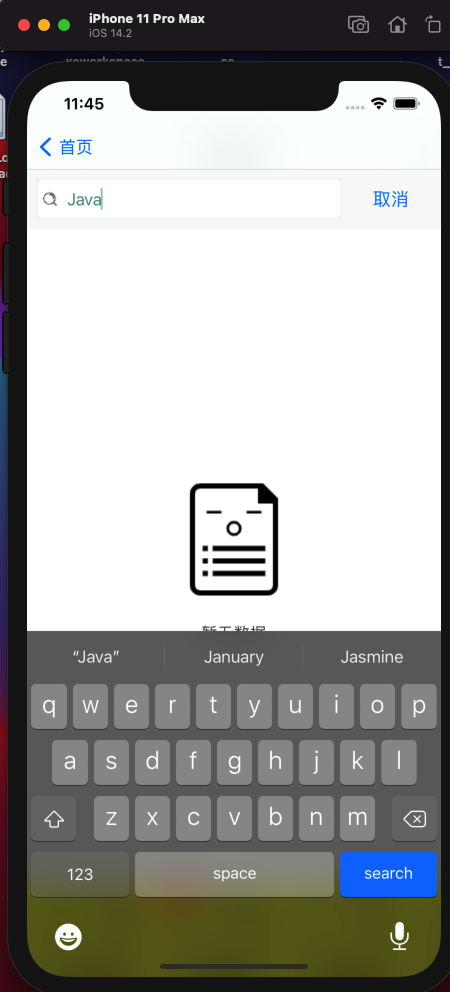 iPhone 11 Pro Max
iOS 14.2
11:45
首页
Java
取消
暂无数据
“Java”
January
Jasmine
q w e r t y u i o p
a s d f g h j k l
z x c v b n m
123
space
search